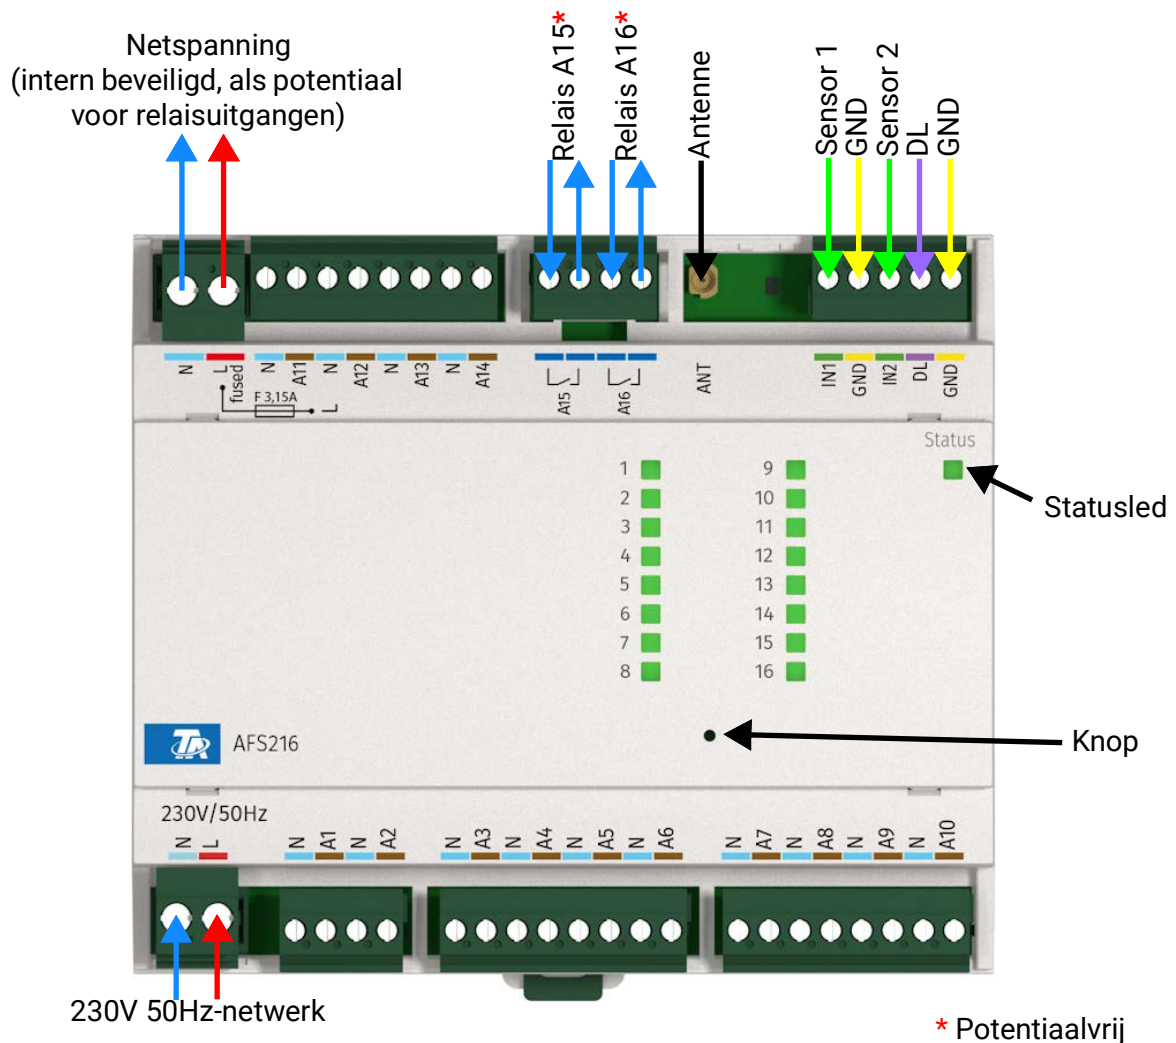 Netspanning
(intern beveiligd, als potentiaal
voor relaisuitgangen)
Relais A15*
Relais A16*
Antenne
Sensor 1
GND
Sensor 2
DL
GND
N L fused N A11 N A12 N A13 N A14
F 3,15A L
A15 A16
ANT
IN1 GND IN2 DL GND
Status
1 9
2 10
3 11
4 12
5 13
6 14
7 15
8 16
Statusled
Knop
TA AFS216
230V/50Hz
N L N A1 N A2 N A3 N A4 N A5 N A6 N A7 N A8 N A9 N A10
230V 50Hz-netwerk
* Potentiaalvrij